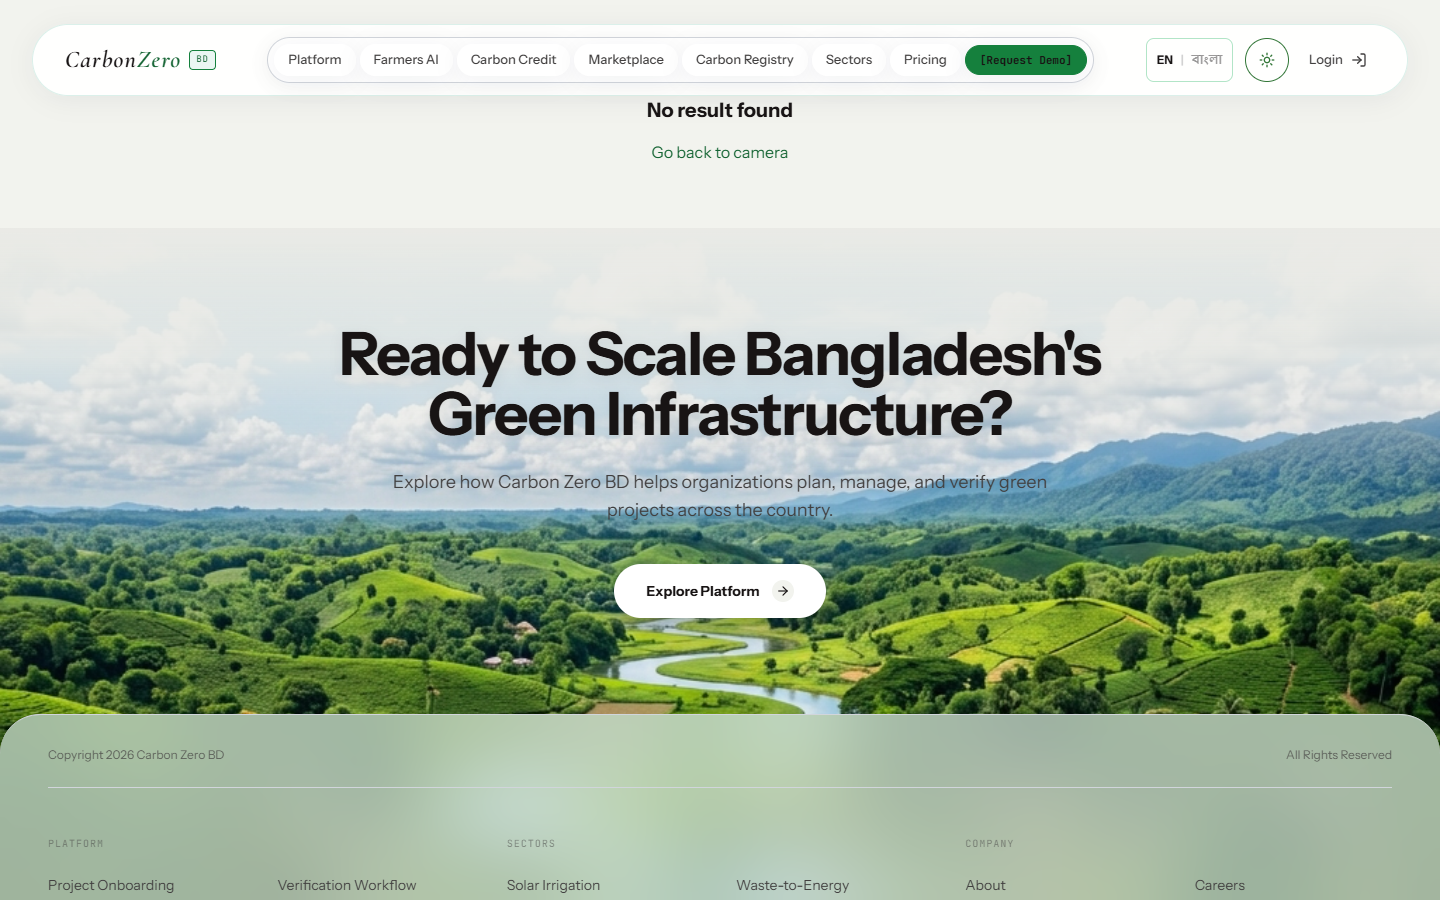 CarbonZero BD
Platform
Farmers AI
Carbon Credit
Marketplace
Carbon Registry
Sectors
Pricing
[Request Demo]
EN | বাংলা
Login
No result found
Go back to camera
Ready to Scale Bangladesh's
Green Infrastructure?
Explore how Carbon Zero BD helps organizations plan, manage, and verify green
projects across the country.
Explore Platform
Copyright 2026 Carbon Zero BD
All Rights Reserved
PLATFORM
SECTORS
COMPANY
Project Onboarding
Verification Workflow
Solar Irrigation
Waste-to-Energy
About
Careers